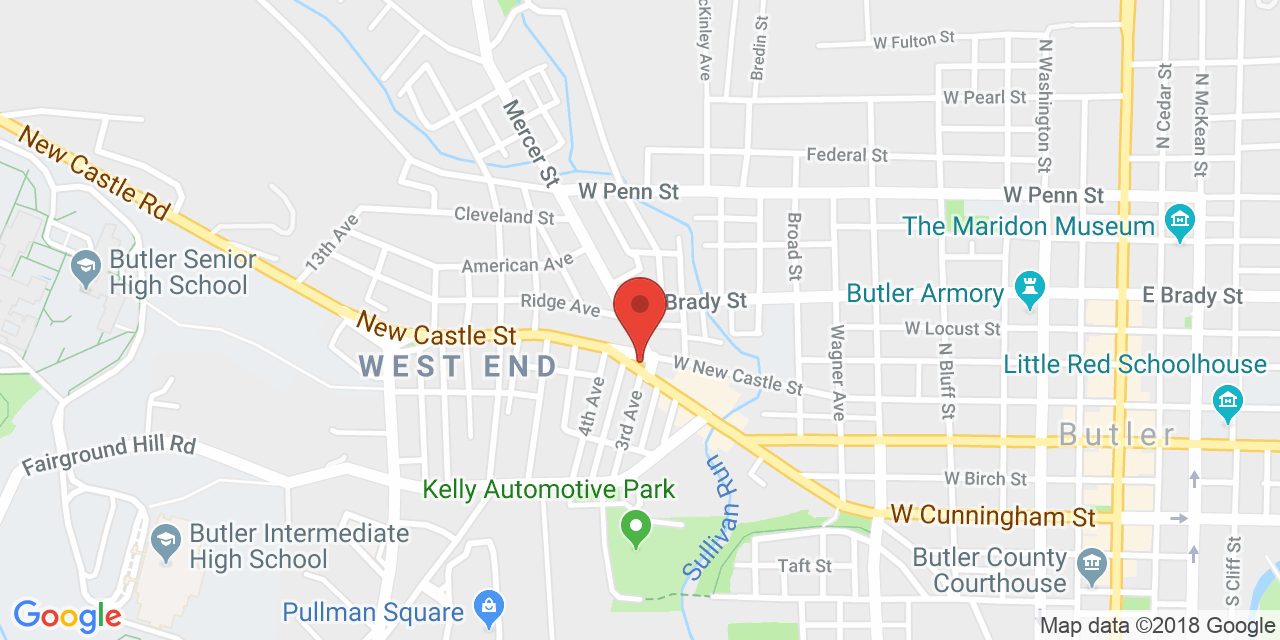 McKinley Ave
Bredin St
W Fulton St
N Washington St
N Cedar St
N McKean St
W Pearl St
Mercer St
New Castle Rd
Federal St
W Penn St
W Penn St
Cleveland St
13th Ave
Broad St
The Maridon Museum
Butler Senior
High School
American Ave
Ridge Ave
Brady St
Butler Armory
E Brady St
New Castle St
W Locust St
WEST END
W New Castle St
Wagner Ave
N Bluff St
Little Red Schoolhouse
4th Ave
3rd Ave
Butler
Fairground Hill Rd
Kelly Automotive Park
Sullivan Run
W Birch St
W Cunningham St
Butler Intermediate
High School
Butler County
Courthouse
Taft St
S Cliff St
Pullman Square
Google
Map data ©2018 Google